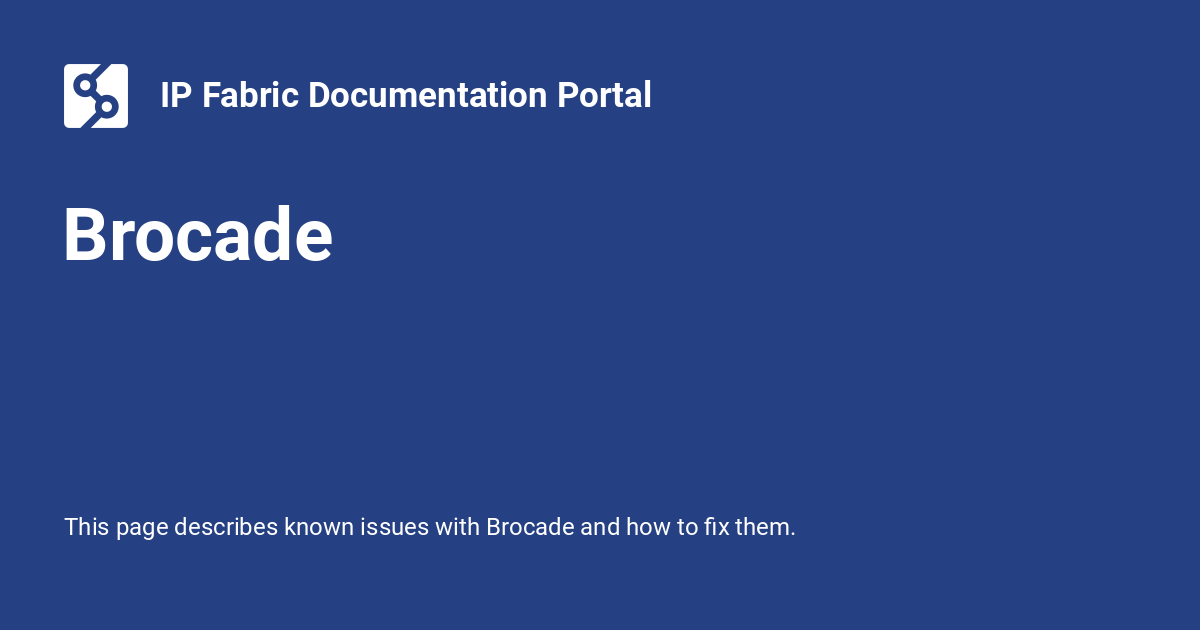 IP Fabric Documentation Portal
Brocade
This page describes known issues with Brocade and how to fix them.